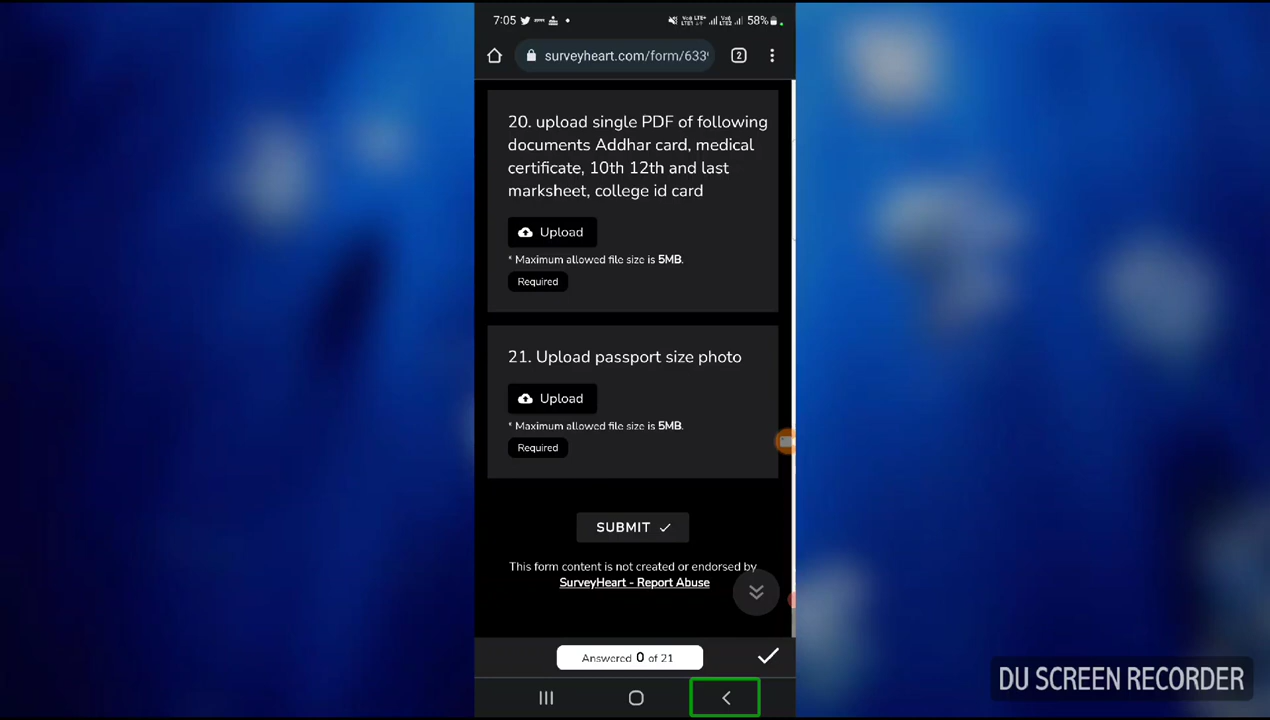 7:05
58%
surveyheart.com/form/633
2
20. upload single PDF of following
documents Addhar card, medical
certificate, 10th 12th and last
marksheet, college id card
Upload
* Maximum allowed file size is 5MB.
Required
21. Upload passport size photo
Upload
* Maximum allowed file size is 5MB.
Required
SUBMIT
This form content is not created or endorsed by
SurveyHeart - Report Abuse
Answered 0 of 21
DU SCREEN RECORDER